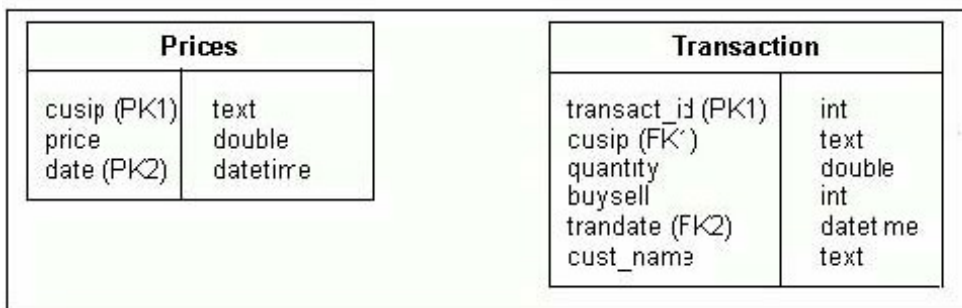 Prices
cusip (PK1) text
price double
date (PK2) datetime
Transaction
transact_id (PK1) int
cusip (FK1) text
quantity double
buysell int
trandate (FK2) datetime
cust_name text